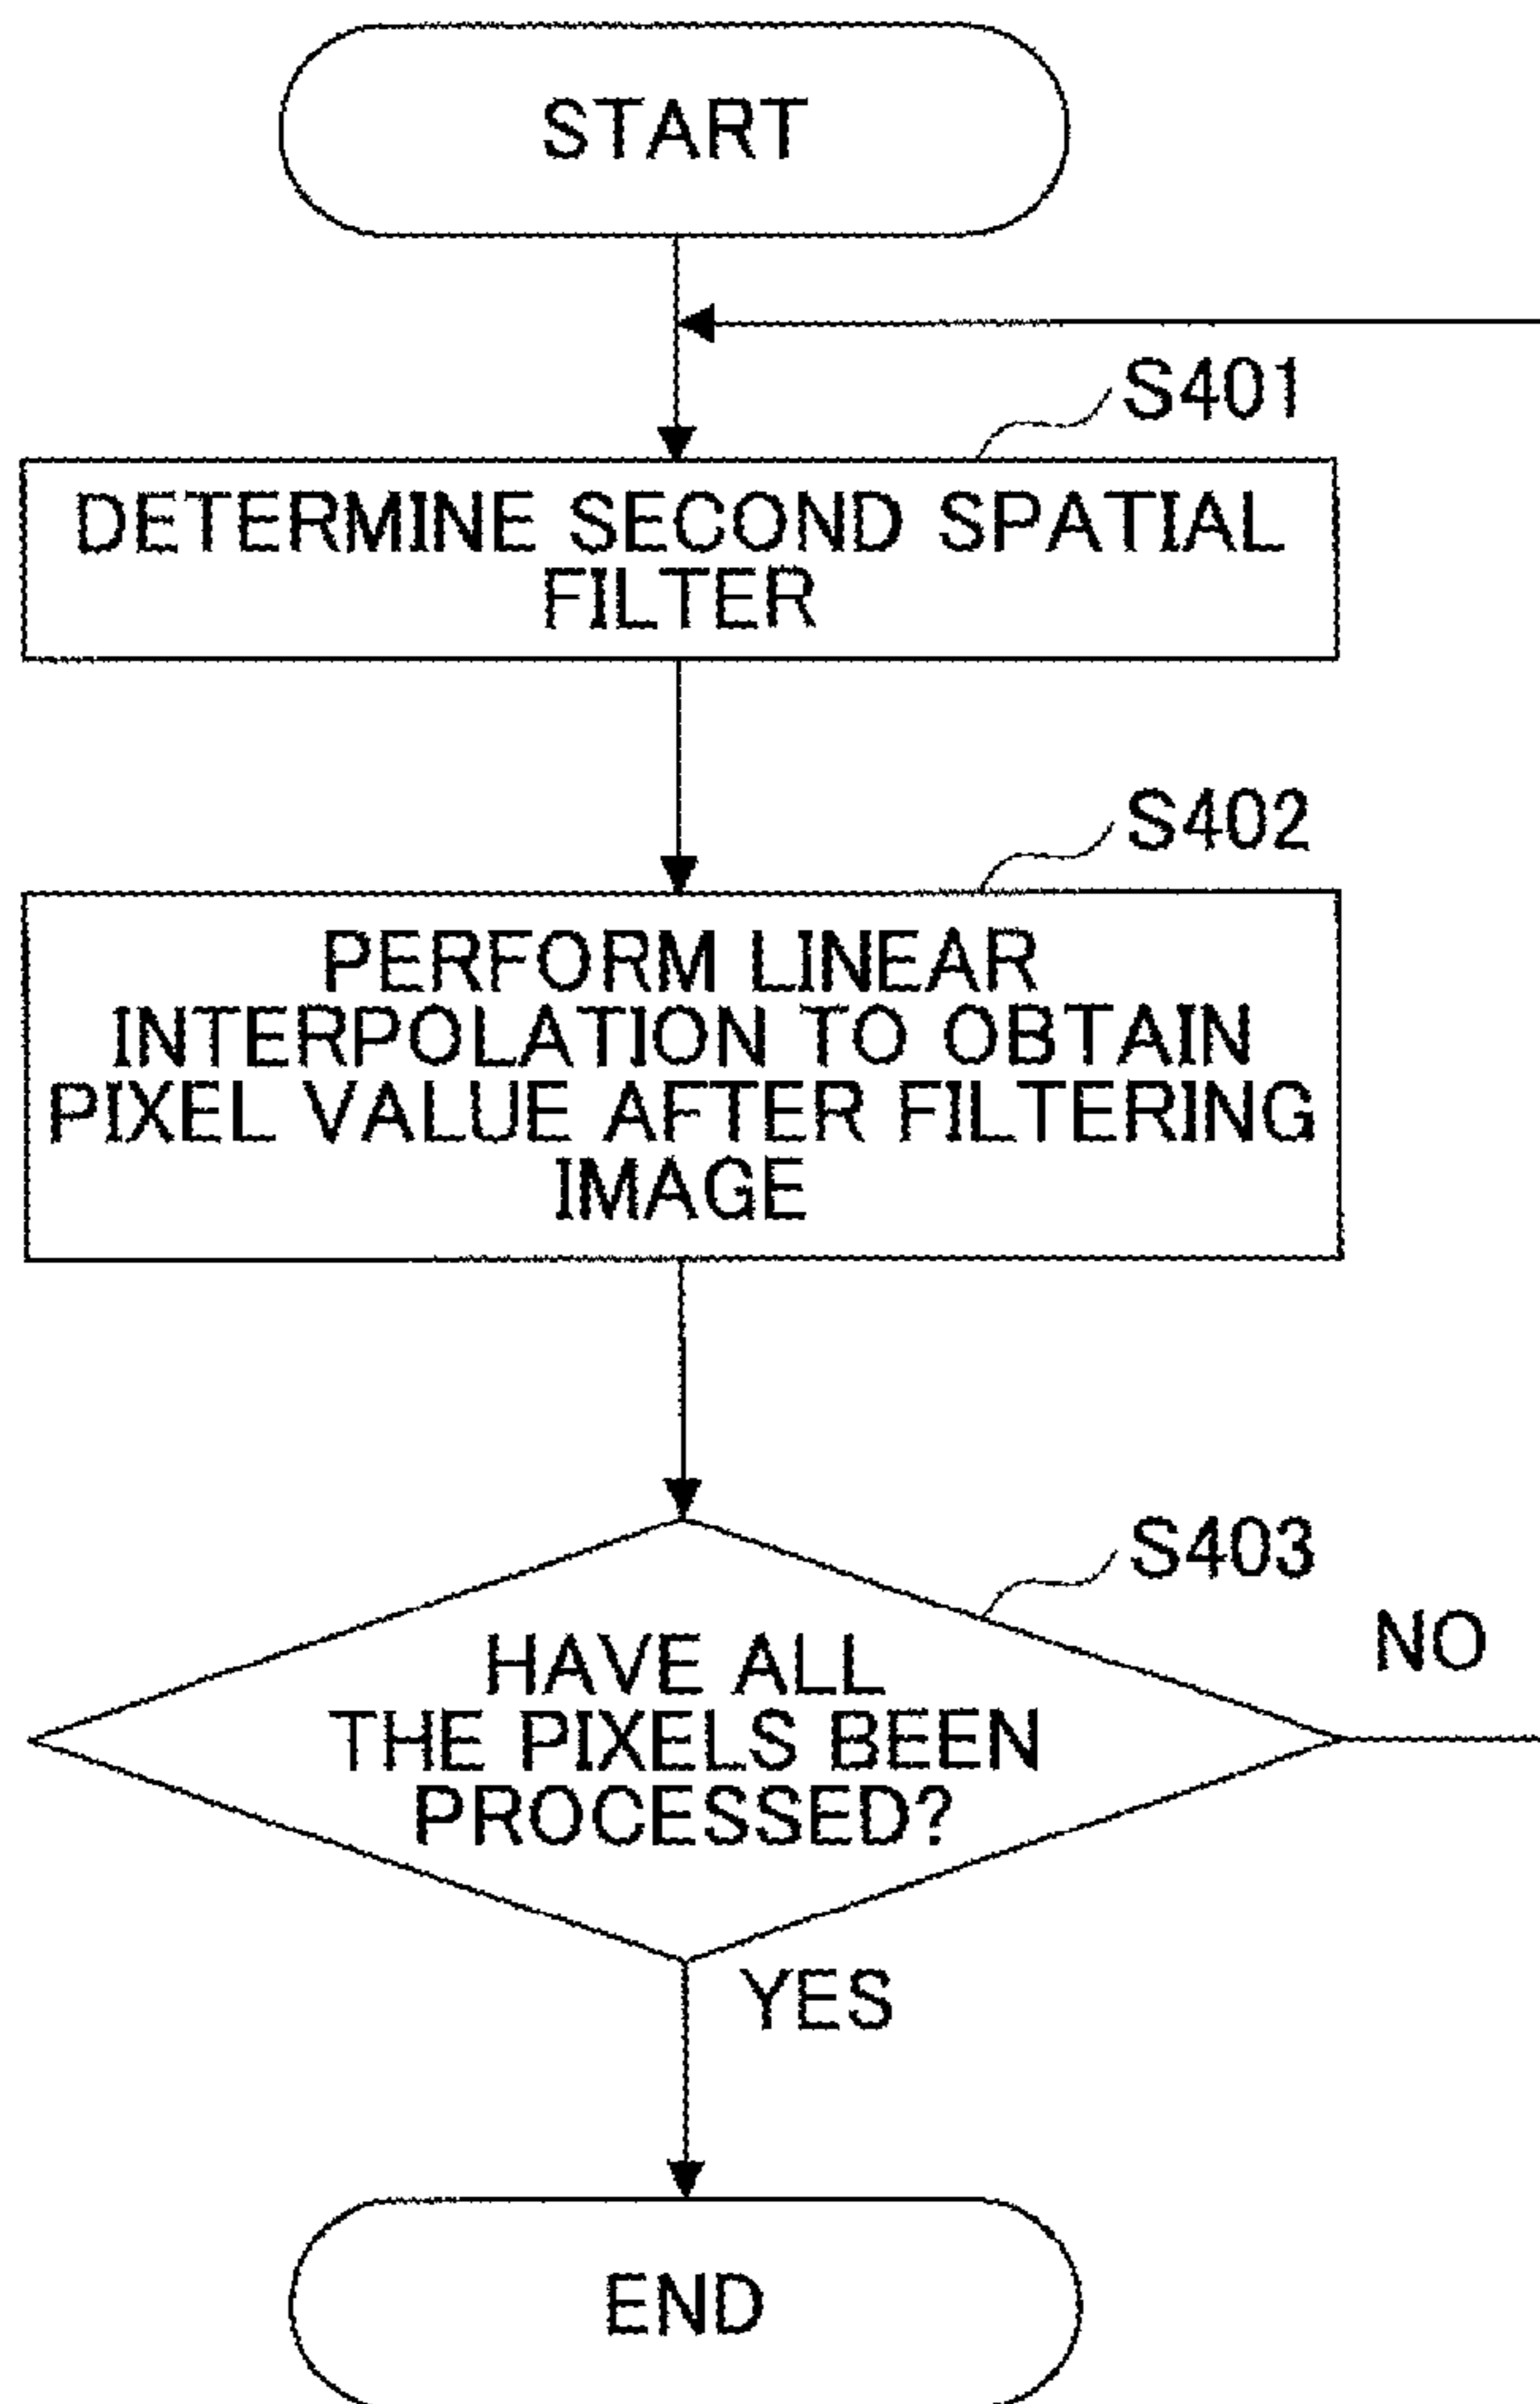 START
S401
DETERMINE SECOND SPATIAL
FILTER
S402
PERFORM LINEAR
INTERPOLATION TO OBTAIN
PIXEL VALUE AFTER FILTERING
IMAGE
S403
NO
HAVE ALL
THE PIXELS BEEN
PROCESSED?
YES
END